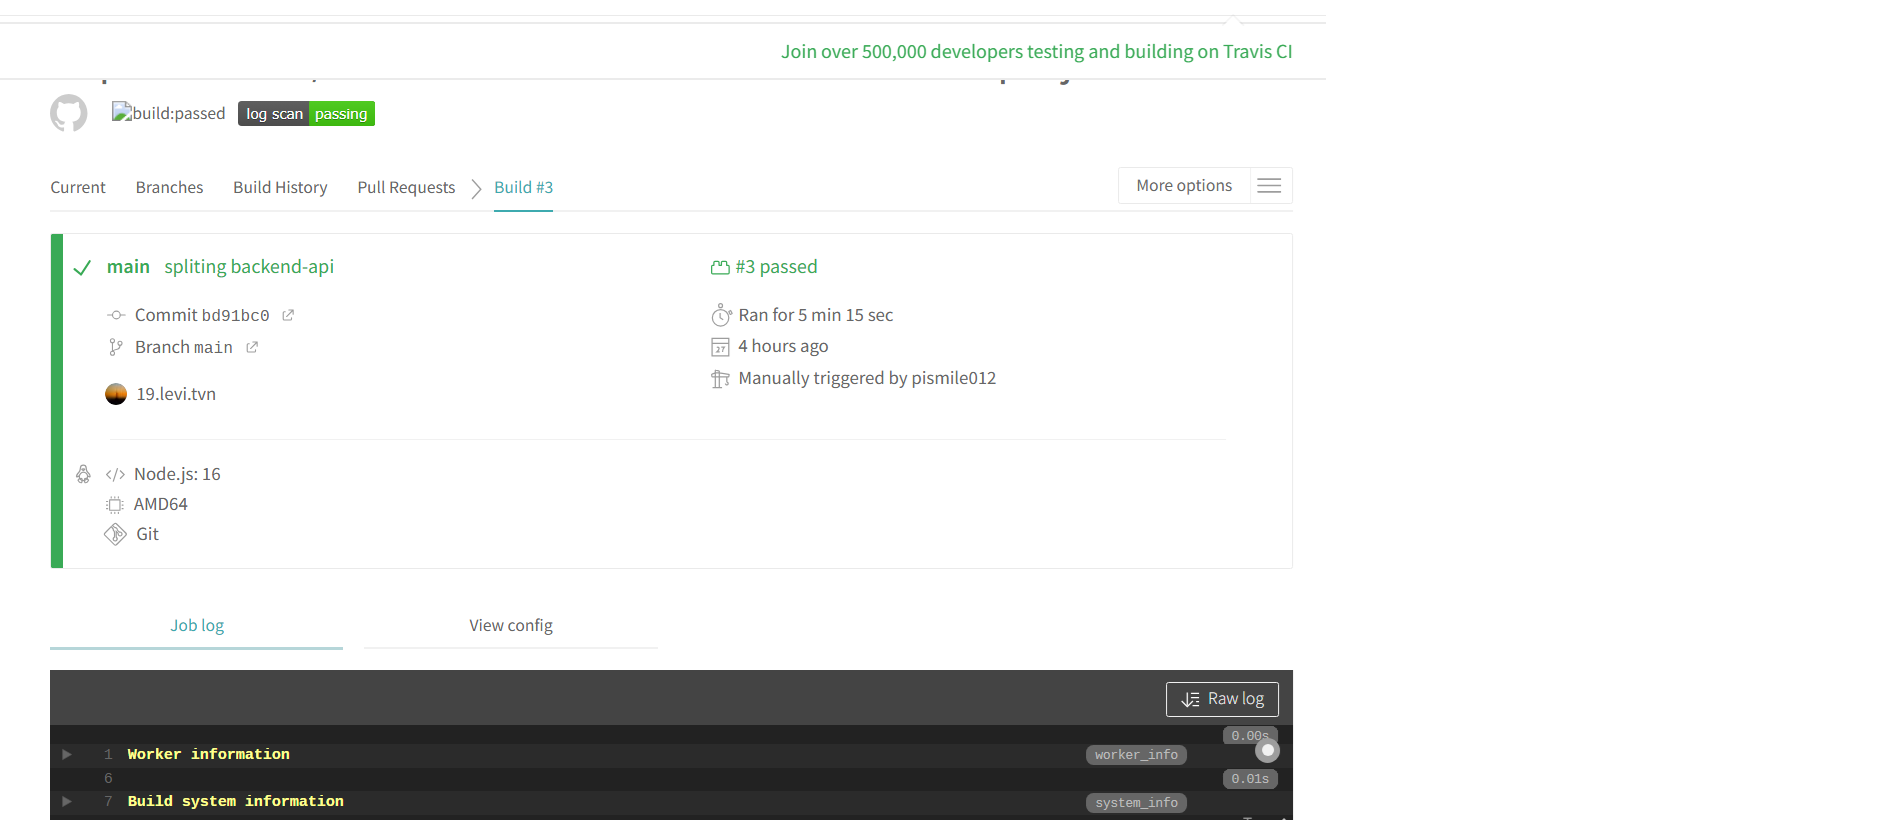 Join over 500,000 developers testing and building on Travis CI
build:passed log scan passing
Current Branches Build History Pull Requests Build #3 More options
main spliting backend-api #3 passed
Commit bd91bc0 Ran for 5 min 15 sec
Branch main 27 4 hours ago
19.levi.tvn Manually triggered by pismile012
</> Node.js: 16
AMD64
Git
Job log View config
Raw log
0.00s
1 Worker information worker_info
6 0.01s
7 Build system information system_info